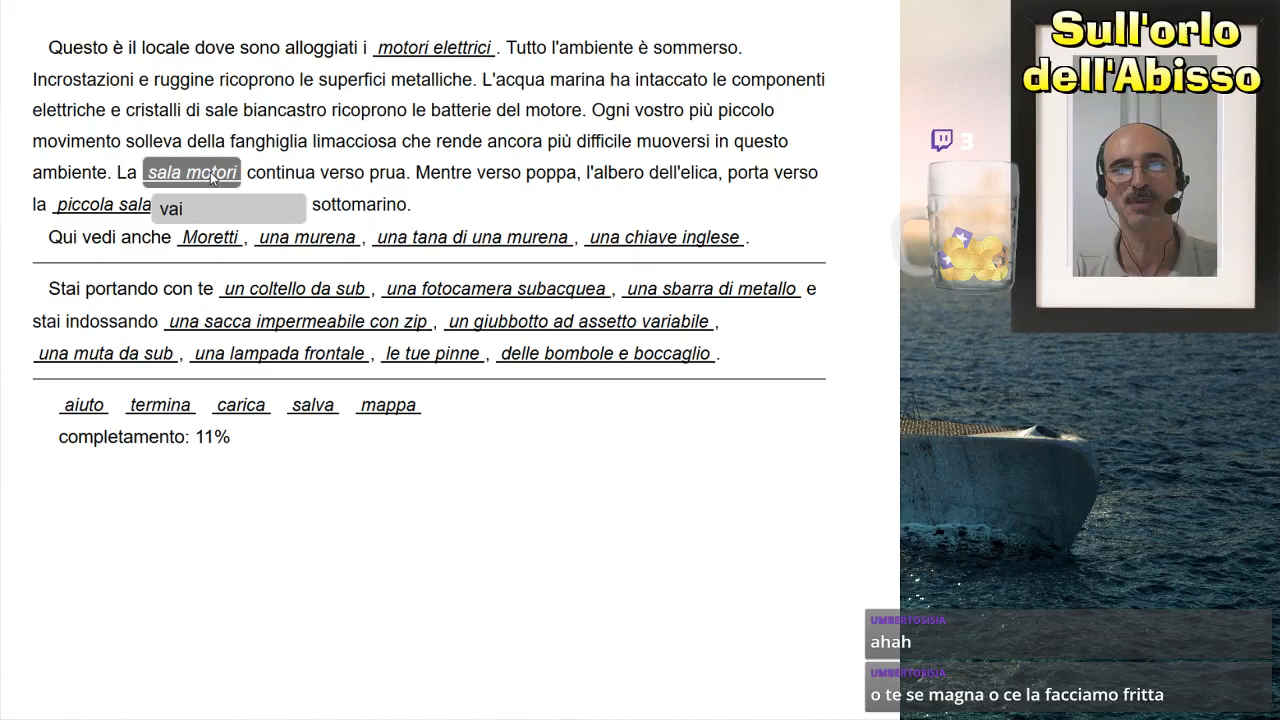 Questo è il locale dove sono alloggiati i motori elettrici . Tutto l'ambiente è sommerso.
Incrostazioni e ruggine ricoprono le superfici metalliche. L'acqua marina ha intaccato le componenti
elettriche e cristalli di sale biancastro ricoprono le batterie del motore. Ogni vostro più piccolo
movimento solleva della fanghiglia limacciosa che rende ancora più difficile muoversi in questo
ambiente. La sala motori continua verso prua. Mentre verso poppa, l'albero dell'elica, porta verso
la piccola sala vai sottomarino.
Qui vedi anche Moretti , una murena , una tana di una murena , una chiave inglese .
Stai portando con te un coltello da sub , una fotocamera subacquea , una sbarra di metallo e
stai indossando una sacca impermeabile con zip , un giubbotto ad assetto variabile ,
una muta da sub , una lampada frontale , le tue pinne , delle bombole e boccaglio .
aiuto termina carica salva mappa
completamento: 11%
Sull'orlo
dell'Abisso
3
UMBERTOSISIA
ahah
UMBERTOSISIA
o te se magna o ce la facciamo fritta